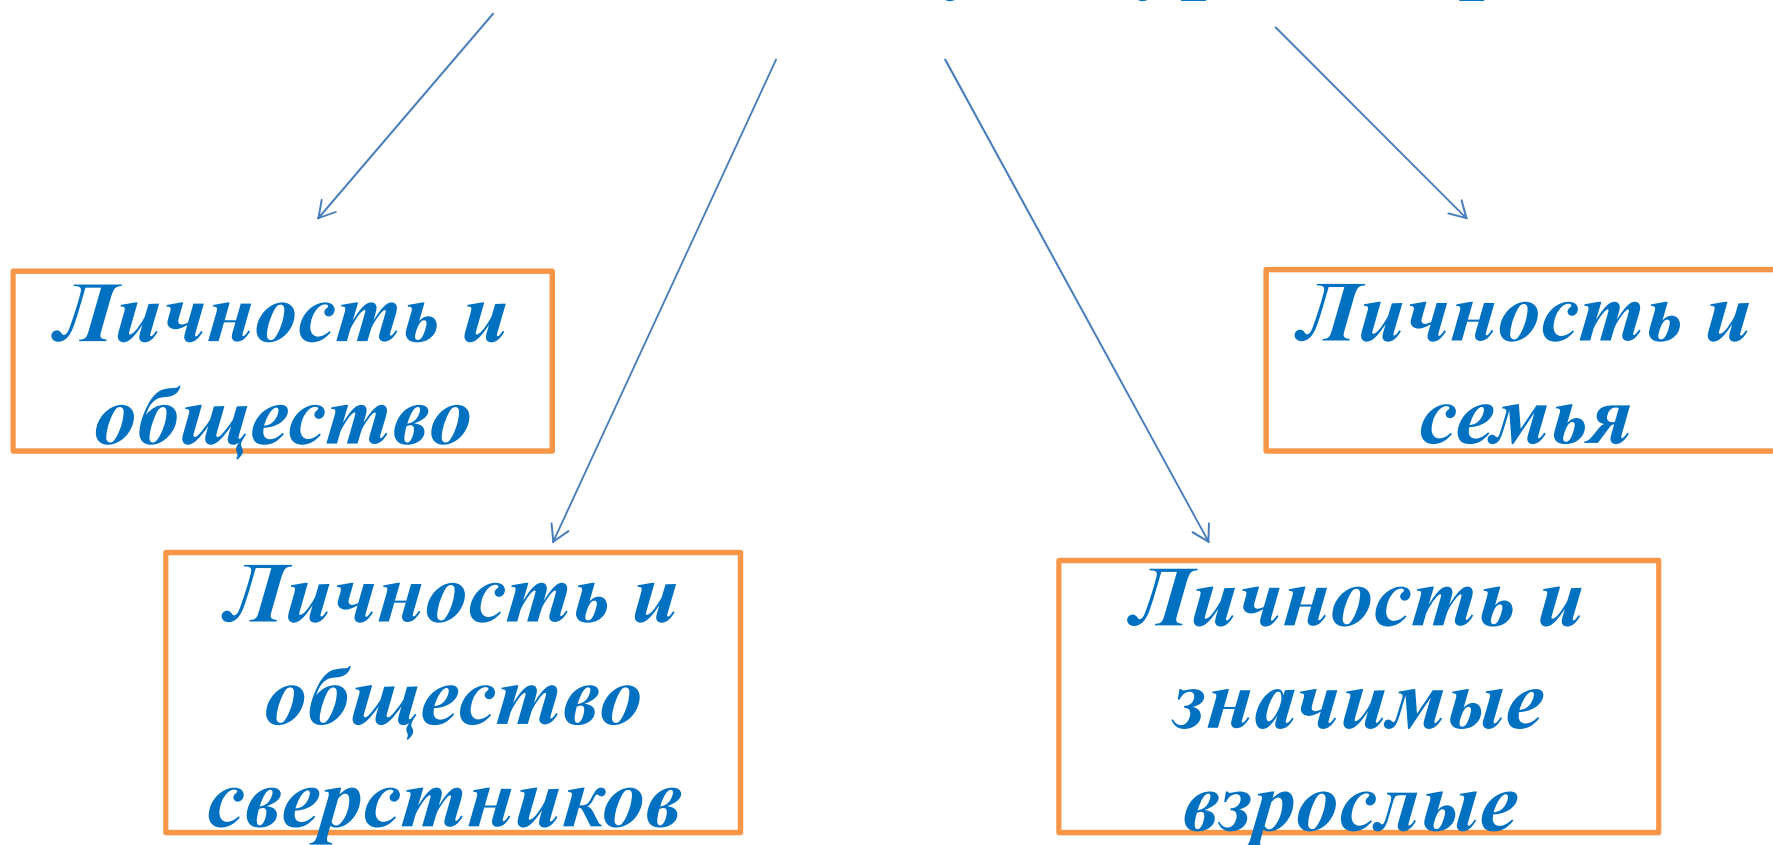 Личность и
общество
Личность и
семья
Личность и
общество
сверстников
Личность и
значимые
взрослые